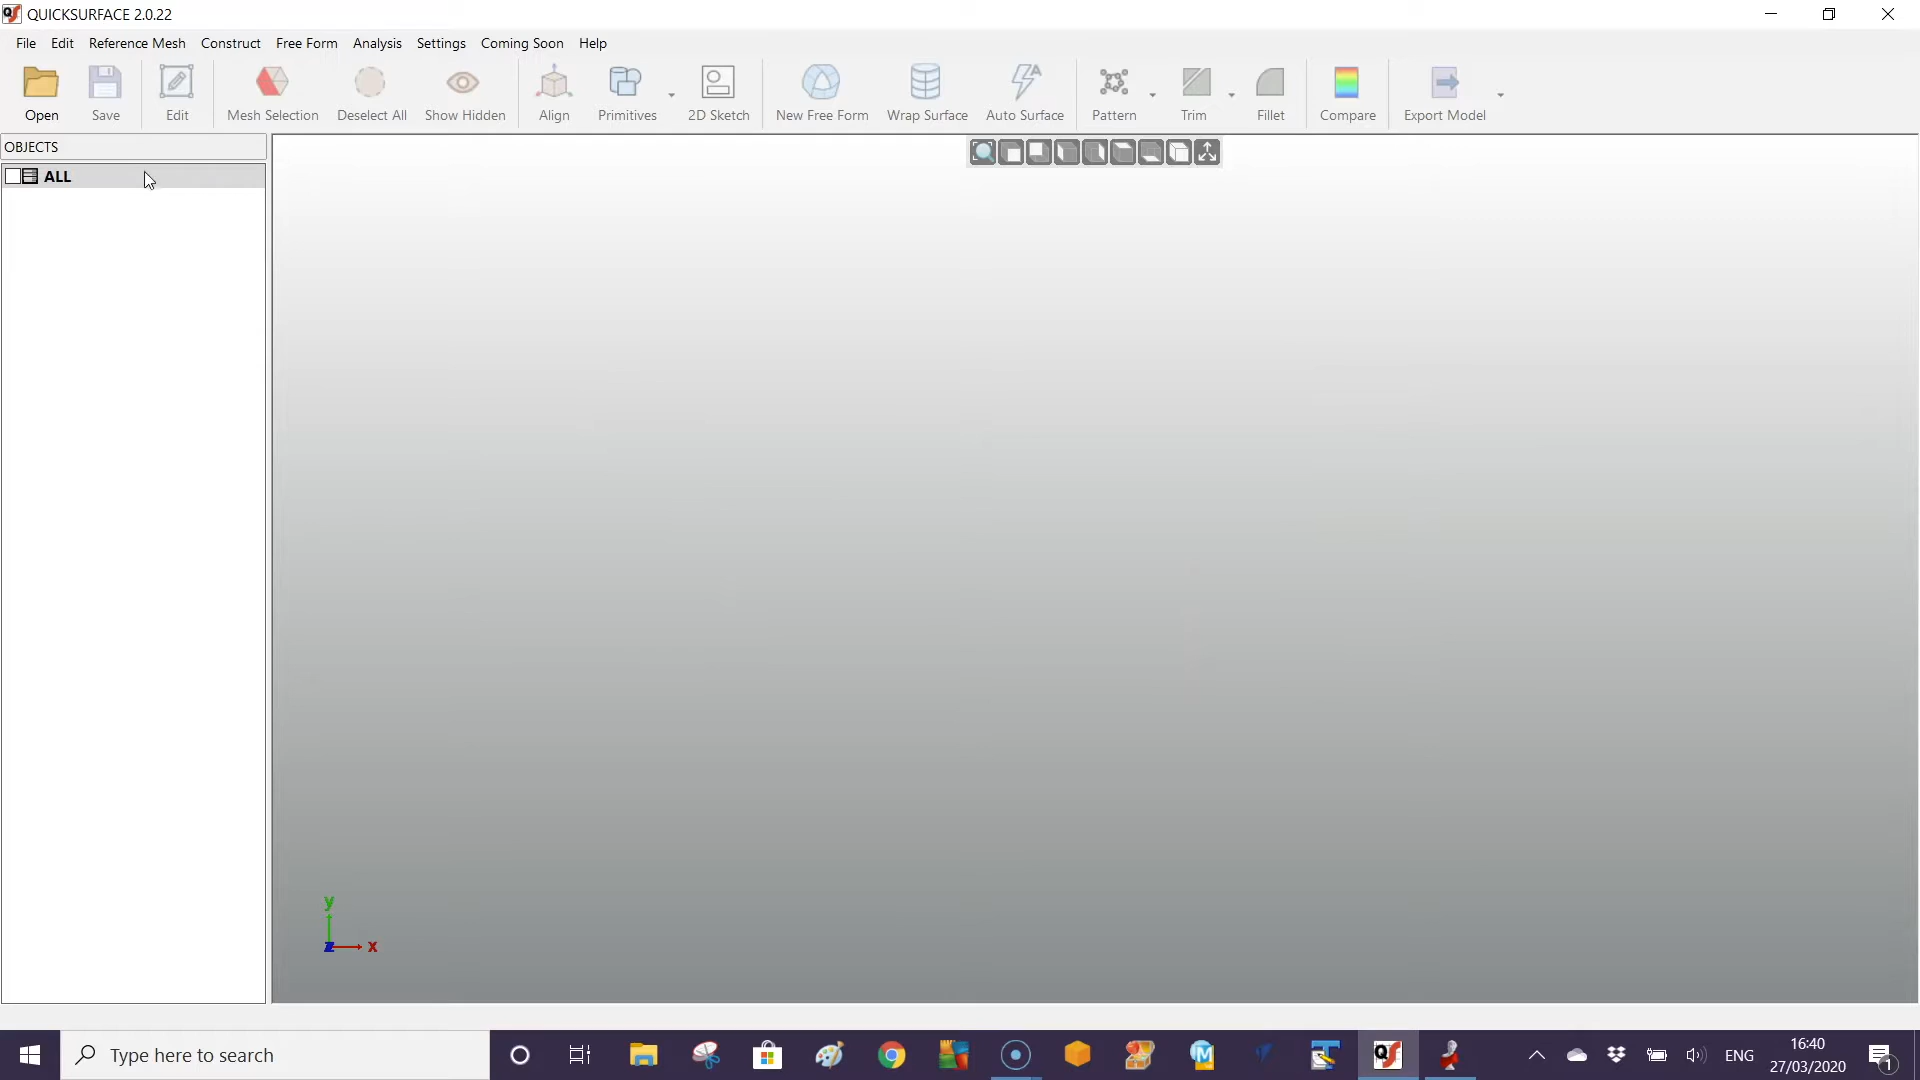 QUICKSURFACE 2.0.22
File Edit Reference Mesh Construct Free Form Analysis Settings Coming Soon Help
Open Save Edit Mesh Selection Deselect All Show Hidden Align Primitives 2D Sketch New Free Form Wrap Surface Auto Surface Pattern Trim Fillet Compare Export Model
OBJECTS
ALL
y
z x
Type here to search
ENG
16:40
27/03/2020
1